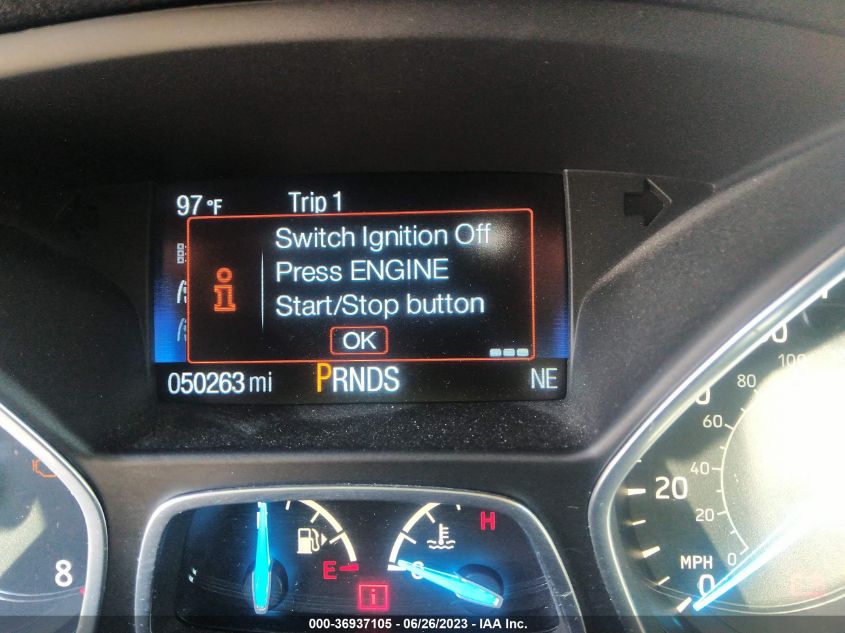 97°F Trip 1
Switch Ignition Off
Press ENGINE
Start/Stop button
OK
050263 mi PRNDS NE
8
E
C
H
20
MPH
0
0
20
40
60
80
100
000-36937105 - 06/26/2023 - IAA Inc.